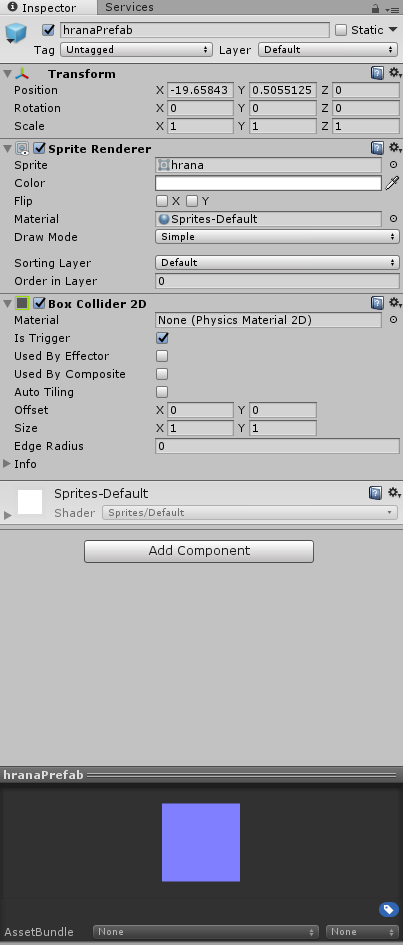 Inspector Services
hranaPrefab Static
Tag Untagged Layer Default
Transform
Position X -19.65843 Y 0.5055125 Z 0
Rotation X 0 Y 0 Z 0
Scale X 1 Y 1 Z 1
Sprite Renderer
Sprite hrana
Color
Flip X Y
Material Sprites-Default
Draw Mode Simple
Sorting Layer Default
Order in Layer 0
Box Collider 2D
Material None (Physics Material 2D)
Is Trigger
Used By Effector
Used By Composite
Auto Tiling
Offset X 0 Y 0
Size X 1 Y 1
Edge Radius 0
Info
Sprites-Default
Shader Sprites/Default
Add Component
hranaPrefab
AssetBundle None None